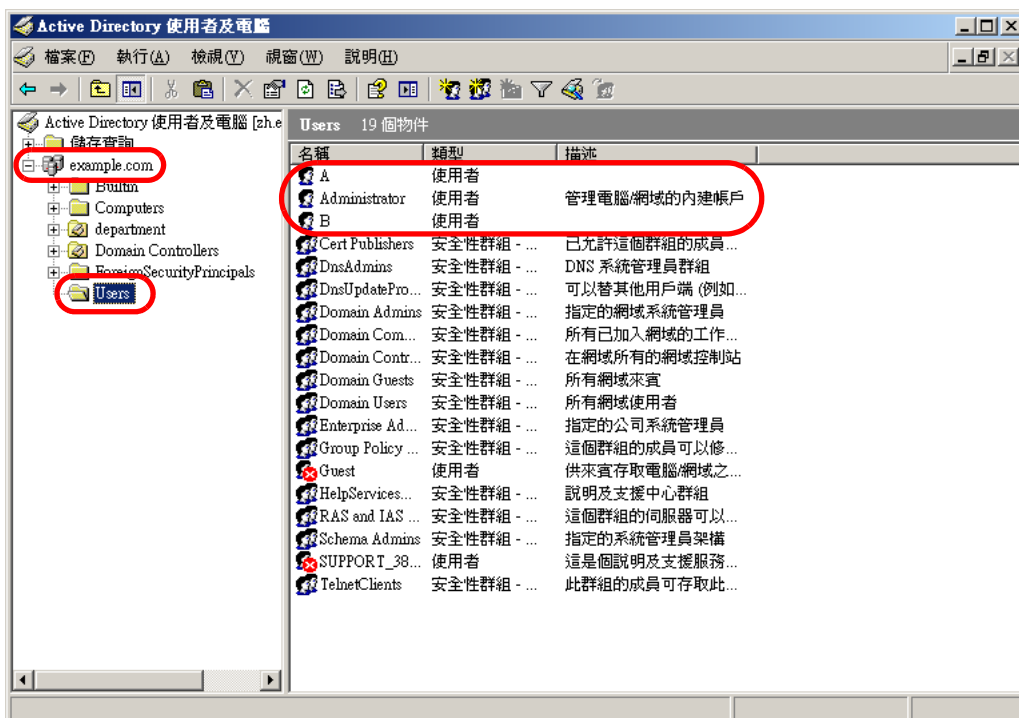 Active Directory 使用者及電腦
檔案(F) 執行(A) 檢視(V) 視窗(W) 說明(H)
Active Directory 使用者及電腦 [zh.e
儲存查詢
example.com
Builtin
Computers
department
Domain Controllers
ForeignSecurityPrincipals
Users
Users 19 個物件
名稱 類型 描述
A 使用者
Administrator 使用者 管理電腦/網域的內建帳戶
B 使用者
Cert Publishers 安全性群組 - ... 已允許這個群組的成員...
DnsAdmins 安全性群組 - ... DNS 系統管理員群組
DnsUpdatePro... 安全性群組 - ... 可以替其他用戶端 (例如...
Domain Admins 安全性群組 - ... 指定的網域系統管理員
Domain Com... 安全性群組 - ... 所有已加入網域的工作...
Domain Contr... 安全性群組 - ... 在網域所有的網域控制站
Domain Guests 安全性群組 - ... 所有網域來賓
Domain Users 安全性群組 - ... 所有網域使用者
Enterprise Ad... 安全性群組 - ... 指定的公司系統管理員
Group Policy ... 安全性群組 - ... 這個群組的成員可以修...
Guest 使用者 供來賓存取電腦/網域之...
HelpServices... 安全性群組 - ... 說明及支援中心群組
RAS and IAS ... 安全性群組 - ... 這個群組的伺服器可以...
Schema Admins 安全性群組 - ... 指定的系統管理員架構
SUPPORT_38... 使用者 這是個說明及支援服務...
TelnetClients 安全性群組 - ... 此群組的成員可存取此...